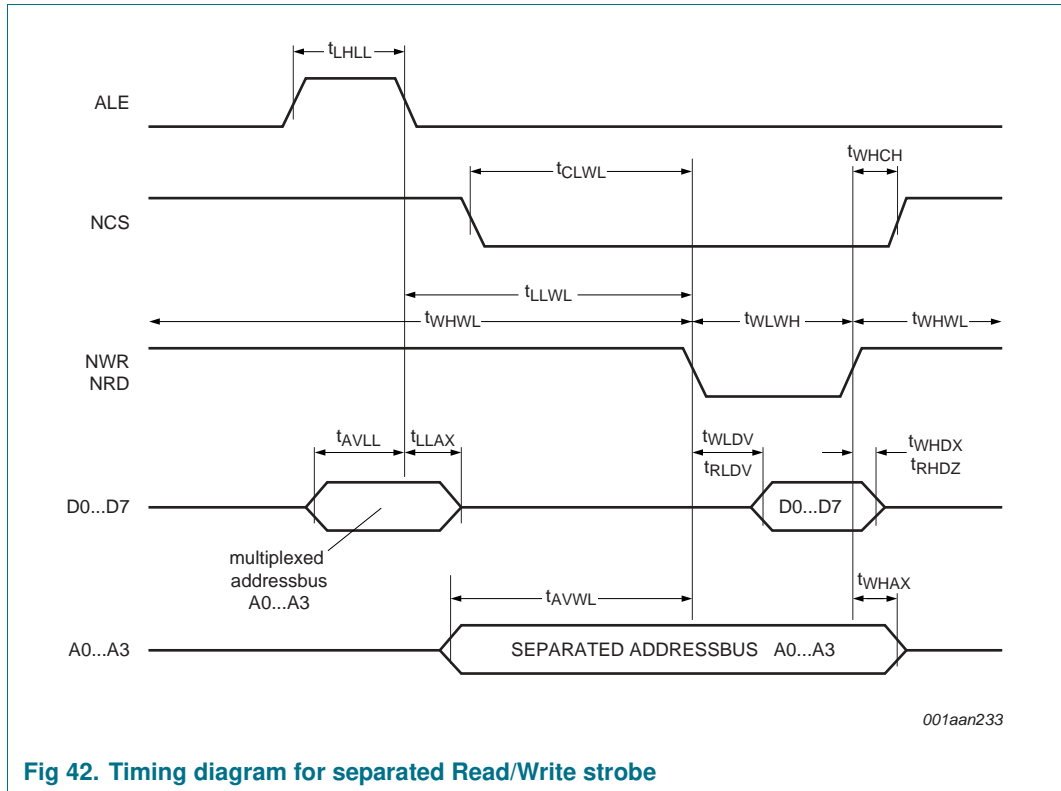 tLHLL
ALE
tCLWL
tWHCH
NCS
tLLWL
tWHWL
tWLWH
tWHWL
NWR
NRD
tAVLL
tLLAX
tWLDV
tRLDV
tWHDX
tRHDZ
D0...D7
D0...D7
multiplexed
addressbus
A0...A3
tAVWL
tWHAX
A0...A3
SEPARATED ADDRESSBUS A0...A3
001aan233
Fig 42. Timing diagram for separated Read/Write strobe